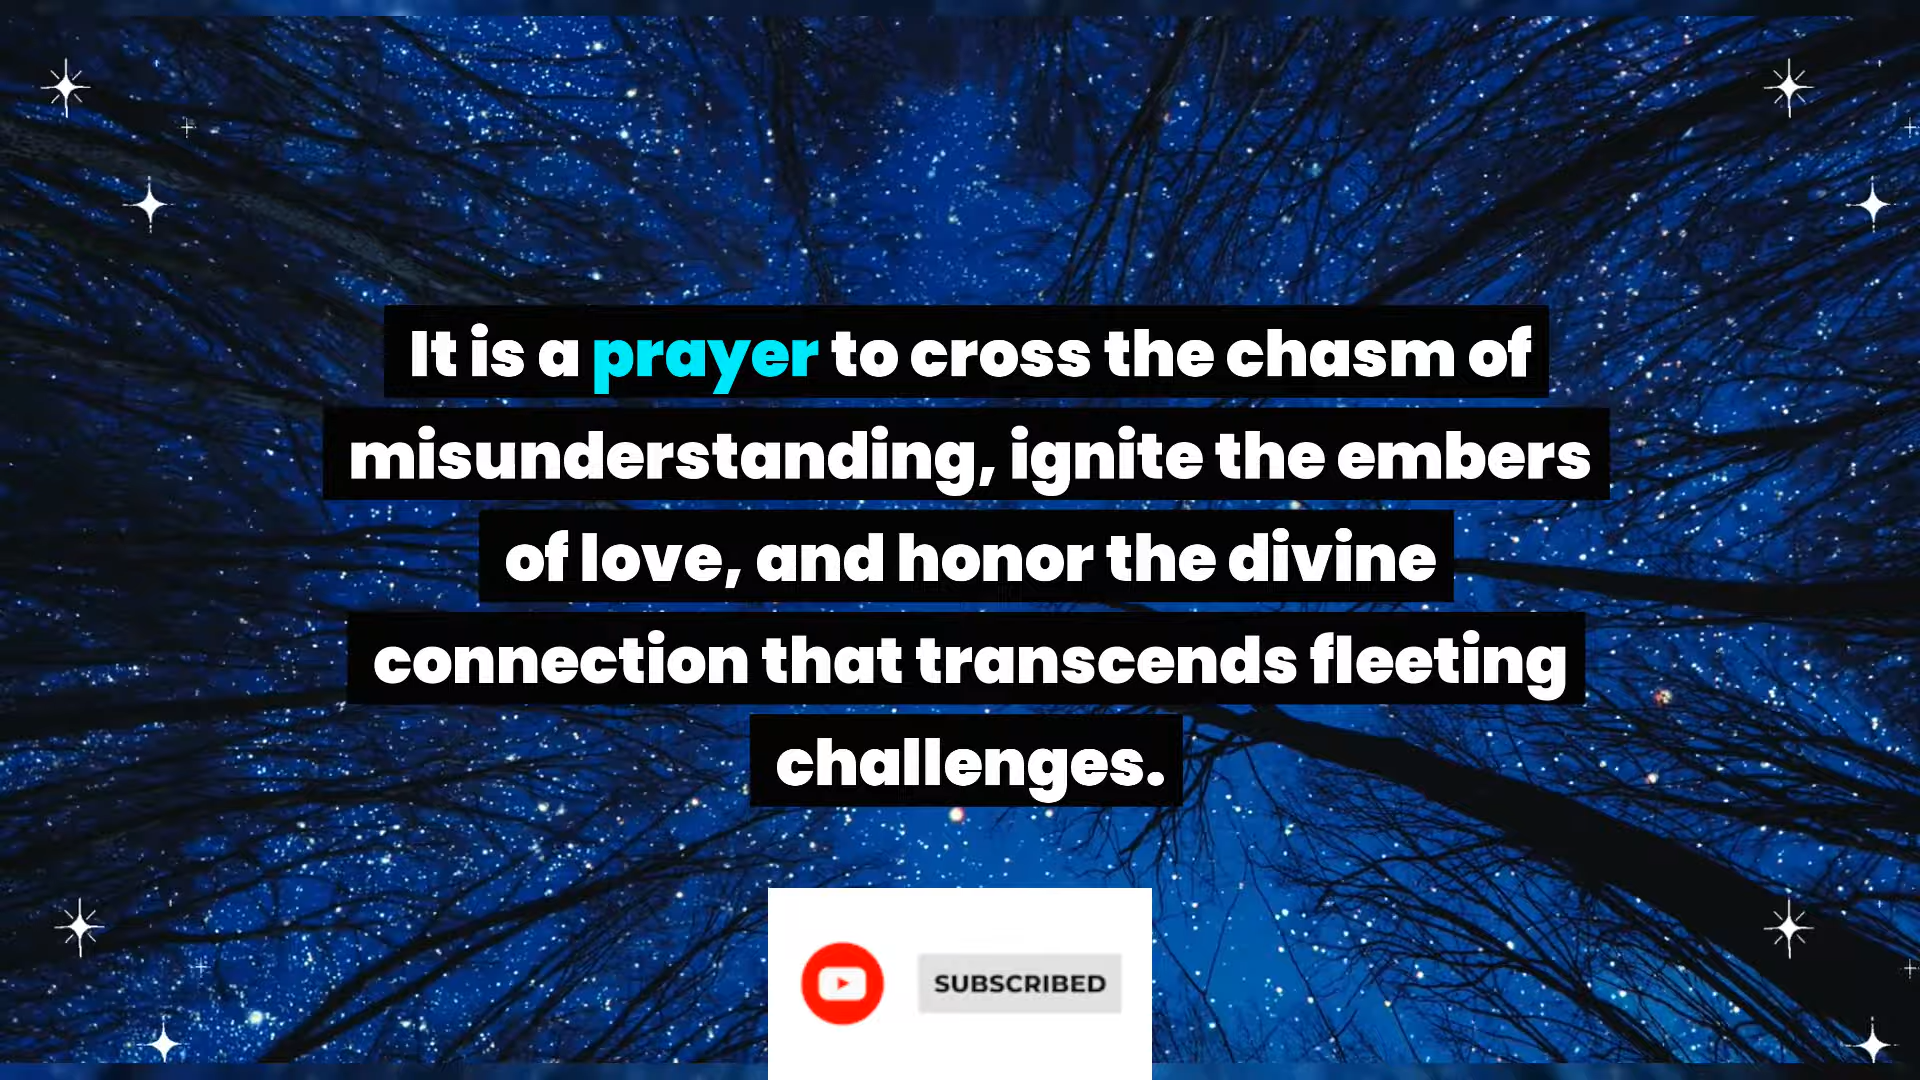 It is a prayer to cross the chasm of
misunderstanding, ignite the embers
of love, and honor the divine
connection that transcends fleeting
challenges.
SUBSCRIBED